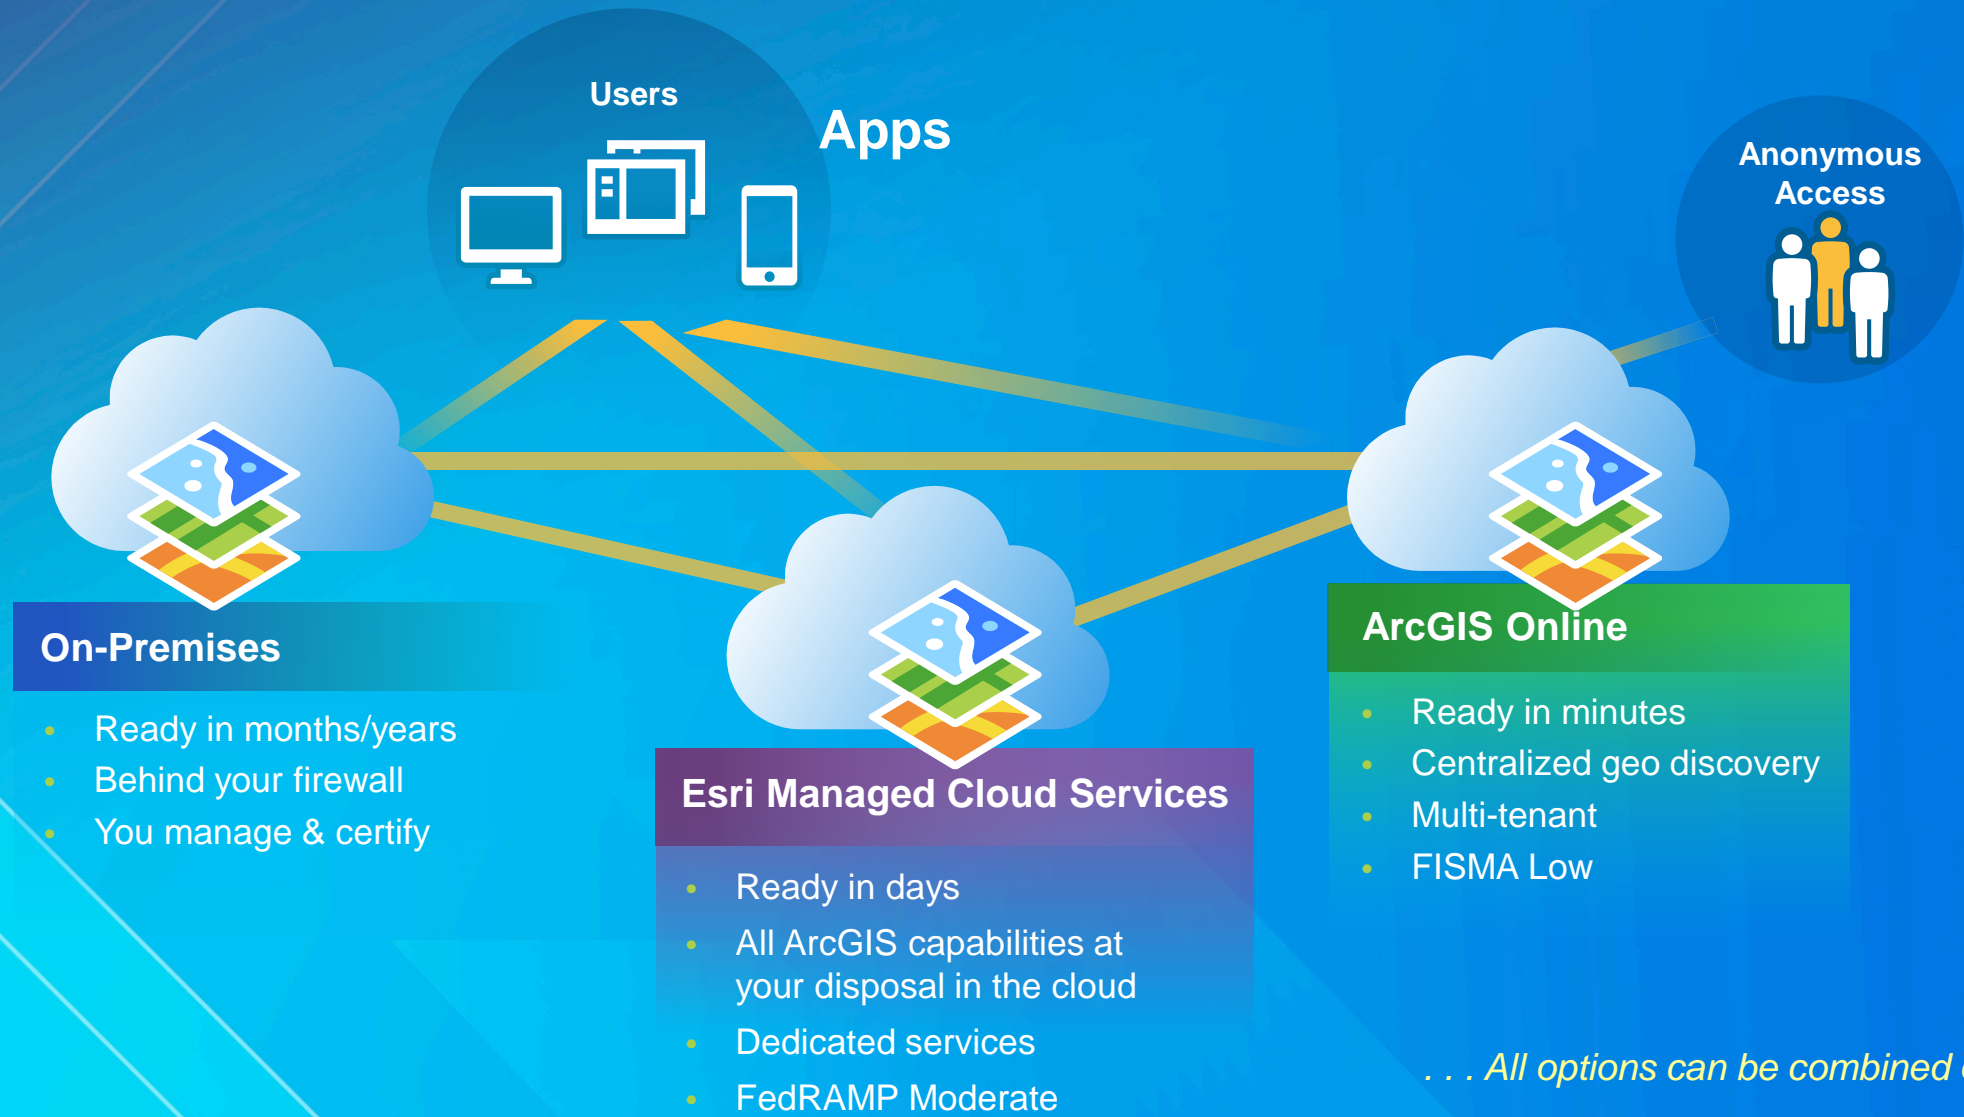 Users
Apps
Anonymous
Access
On-Premises
• Ready in months/years
• Behind your firewall
• You manage & certify
Esri Managed Cloud Services
• Ready in days
• All ArcGIS capabilities at
your disposal in the cloud
• Dedicated services
• FedRAMP Moderate
ArcGIS Online
• Ready in minutes
• Centralized geo discovery
• Multi-tenant
• FISMA Low
. . . All options can be combined